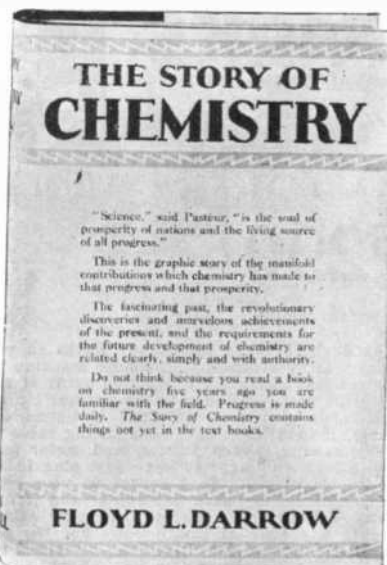 THE STORY OF
CHEMISTRY
"Science," said Pasteur, "is the soul of
prosperity of nations and the living source
of all progress."
This is the graphic story of the manifold
contributions which chemistry has made to
that progress and that prosperity.
The fascinating past, the revolutionary
discoveries and marvelous achievements
of the present, and the requirements for
the future development of chemistry are
related clearly, simply and with authority.
Do not think because you read a book
on chemistry five years ago you are
familiar with the field. Progress is made
daily. The Story of Chemistry contains
things not yet in the text books.
FLOYD L. DARROW